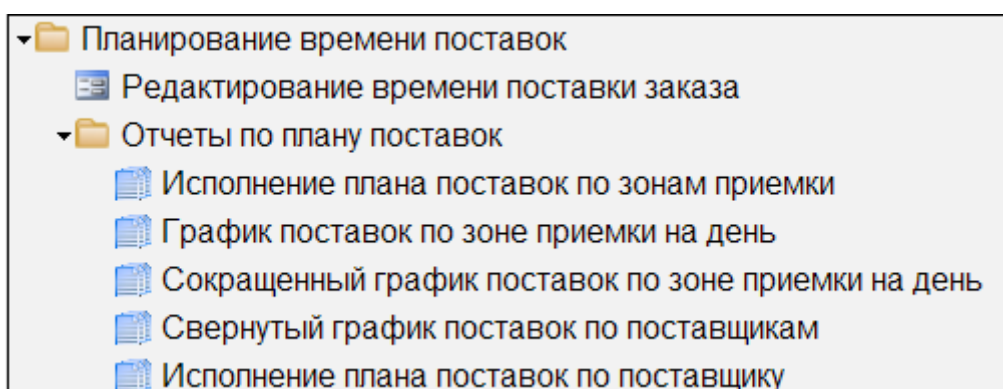 Планирование времени поставок
Редактирование времени поставки заказа
Отчеты по плану поставок
Исполнение плана поставок по зонам приемки
График поставок по зоне приемки на день
Сокращенный график поставок по зоне приемки на день
Свернутый график поставок по поставщикам
Исполнение плана поставок по поставщику